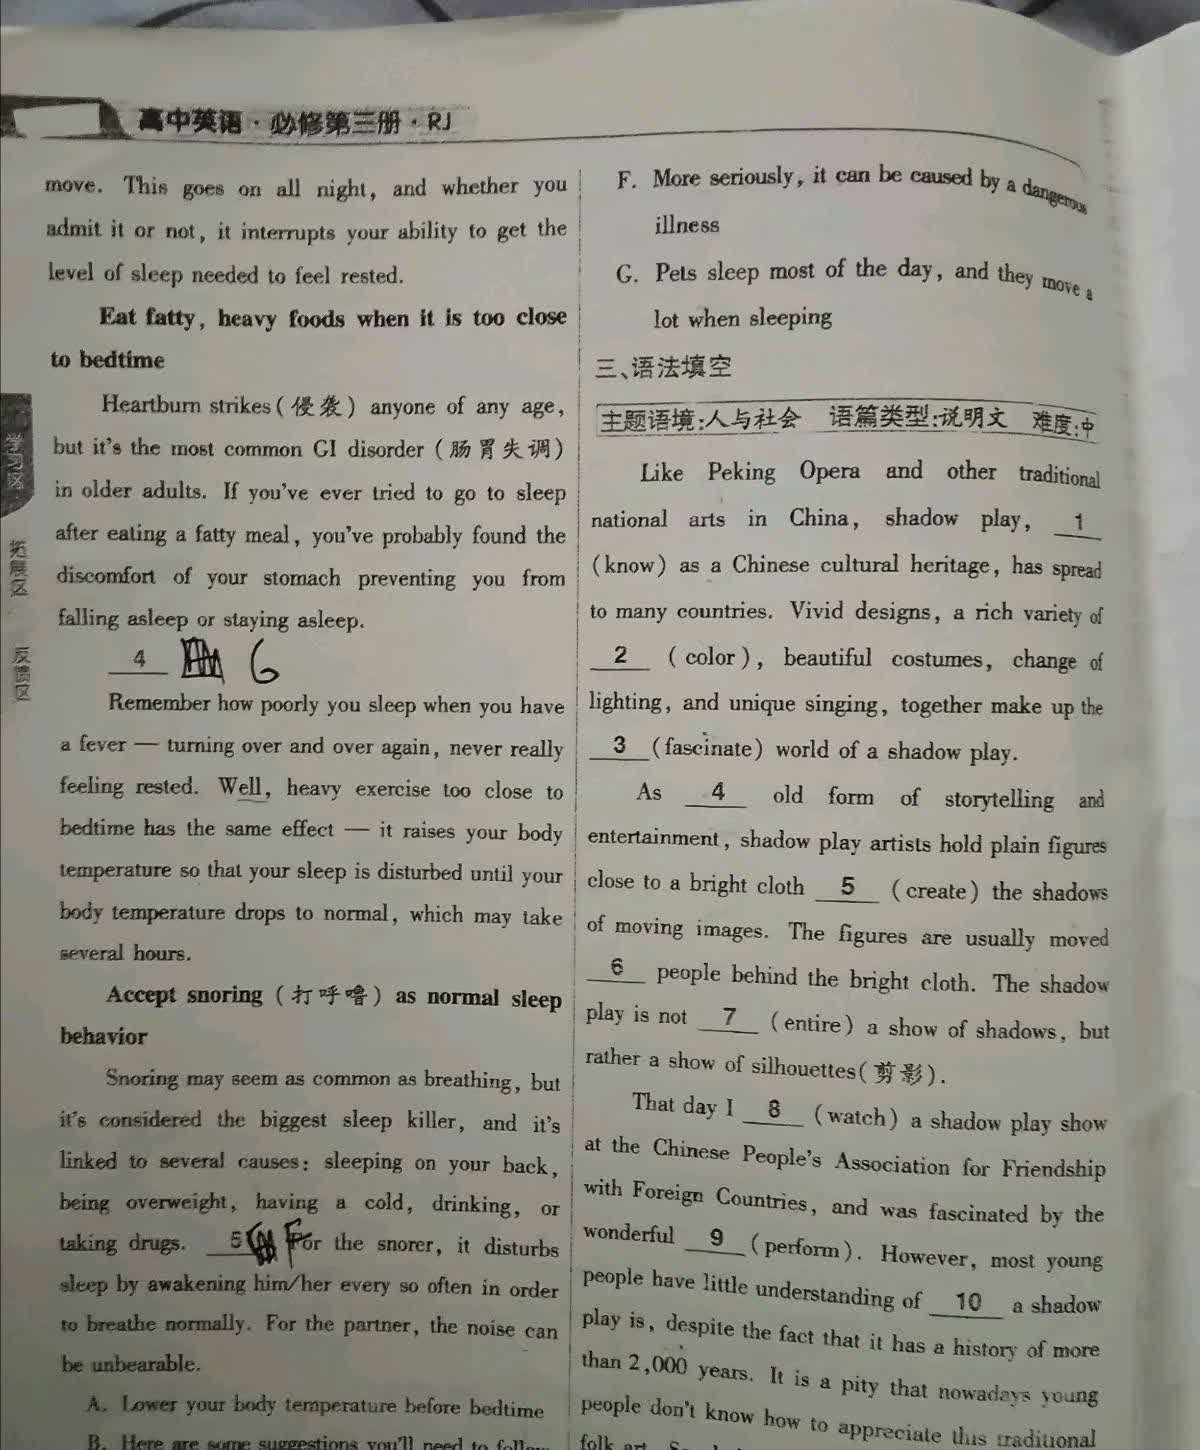 高中英语·必修第三册·RJ
学习区
拓展区
反馈区
move. This goes on all night, and whether you
admit it or not, it interrupts your ability to get the
level of sleep needed to feel rested.
Eat fatty, heavy foods when it is too close
to bedtime
Heartburn strikes(侵袭) anyone of any age,
but it's the most common GI disorder (肠胃失调)
in older adults. If you've ever tried to go to sleep
after eating a fatty meal, you've probably found the
discomfort of your stomach preventing you from
falling asleep or staying asleep.
4 G
Remember how poorly you sleep when you have
a fever — turning over and over again, never really
feeling rested. Well, heavy exercise too close to
bedtime has the same effect — it raises your body
temperature so that your sleep is disturbed until your
body temperature drops to normal, which may take
several hours.
Accept snoring (打呼噜) as normal sleep
behavior
Snoring may seem as common as breathing, but
it's considered the biggest sleep killer, and it's
linked to several causes: sleeping on your back,
being overweight, having a cold, drinking, or
taking drugs. 5 F For the snorer, it disturbs
sleep by awakening him/her every so often in order
to breathe normally. For the partner, the noise can
be unbearable.
A. Lower your body temperature before bedtime
B. Here are some suggestions you'll need to follow
F. More seriously, it can be caused by a dangerous
illness
G. Pets sleep most of the day, and they move a
lot when sleeping
三、语法填空
主题语境:人与社会 语篇类型:说明文 难度:中
Like Peking Opera and other traditional
national arts in China, shadow play, 1
(know) as a Chinese cultural heritage, has spread
to many countries. Vivid designs, a rich variety of
2 (color), beautiful costumes, change of
lighting, and unique singing, together make up the
3 (fascinate) world of a shadow play.
As 4 old form of storytelling and
entertainment, shadow play artists hold plain figures
close to a bright cloth 5 (create) the shadows
of moving images. The figures are usually moved
6 people behind the bright cloth. The shadow
play is not 7 (entire) a show of shadows, but
rather a show of silhouettes(剪影).
That day I 8 (watch) a shadow play show
at the Chinese People's Association for Friendship
with Foreign Countries, and was fascinated by the
wonderful 9 (perform). However, most young
people have little understanding of 10 a shadow
play is, despite the fact that it has a history of more
than 2,000 years. It is a pity that nowadays young
people don't know how to appreciate this traditional
folk art.